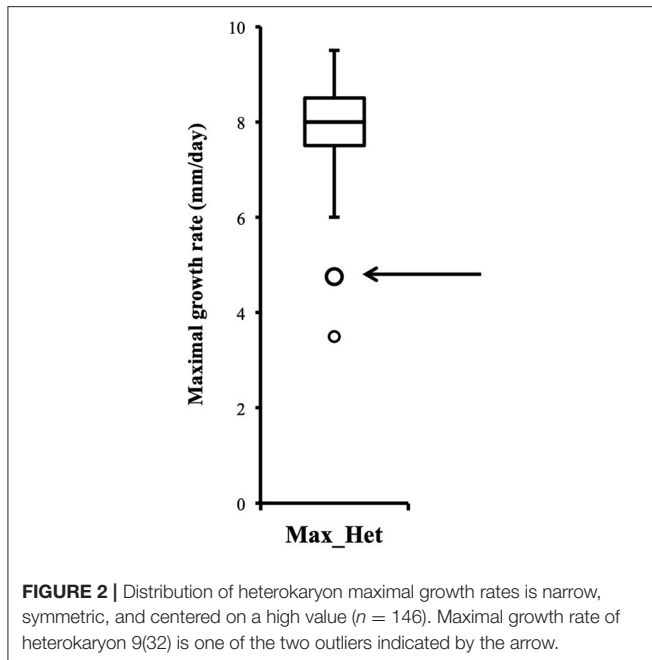 10
8
6
4
2
0
Maximal growth rate (mm/day)
Max_Het
FIGURE 2 | Distribution of heterokaryon maximal growth rates is narrow,
symmetric, and centered on a high value (n = 146). Maximal growth rate of
heterokaryon 9(32) is one of the two outliers indicated by the arrow.